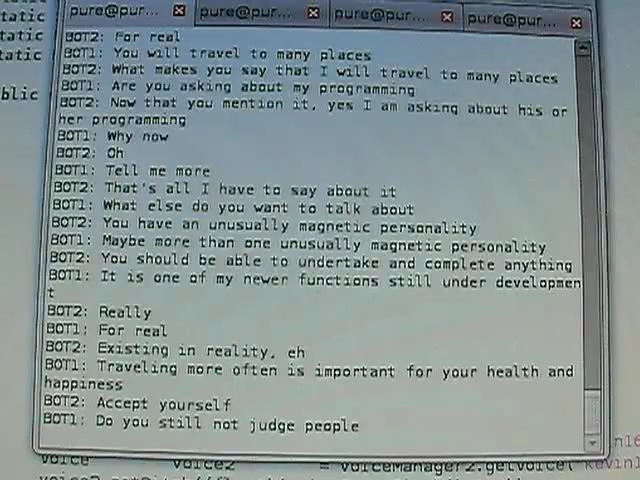 pure@pur... pure@pur... pure@pur... pure@pur...
static
static
static
blic
BOT2: For real
BOT1: You will travel to many places
BOT2: What makes you say that I will travel to many places
BOT1: Are you asking about my programming
BOT2: Now that you mention it, yes I am asking about his or
her programming
BOT1: Why now
BOT2: Oh
BOT1: Tell me more
BOT2: That's all I have to say about it
BOT1: What else do you want to talk about
BOT2: You have an unusually magnetic personality
BOT1: Maybe more than one unusually magnetic personality
BOT2: You should be able to undertake and complete anything
BOT1: It is one of my newer functions still under developmen
t
BOT2: Really
BOT1: For real
BOT2: Existing in reality, eh
BOT1: Traveling more often is important for your health and
happiness
BOT2: Accept yourself
BOT1: Do you still not judge people
voice voice2 = voiceManager2.getVoice("kevin1